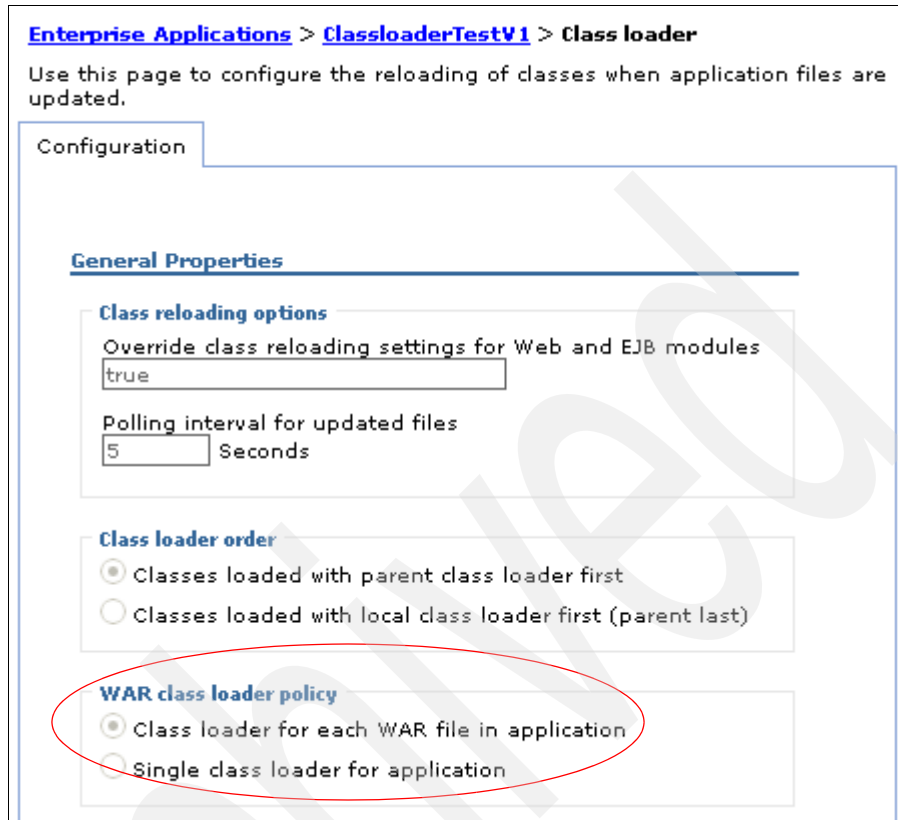 Enterprise Applications > ClassloaderTestV1 > Class loader
Use this page to configure the reloading of classes when application files are
updated.
Configuration
General Properties
Class reloading options
Override class reloading settings for Web and EJB modules
true
Polling interval for updated files
5 Seconds
Class loader order
Classes loaded with parent class loader first
Classes loaded with local class loader first (parent last)
WAR class loader policy
Class loader for each WAR file in application
Single class loader for application